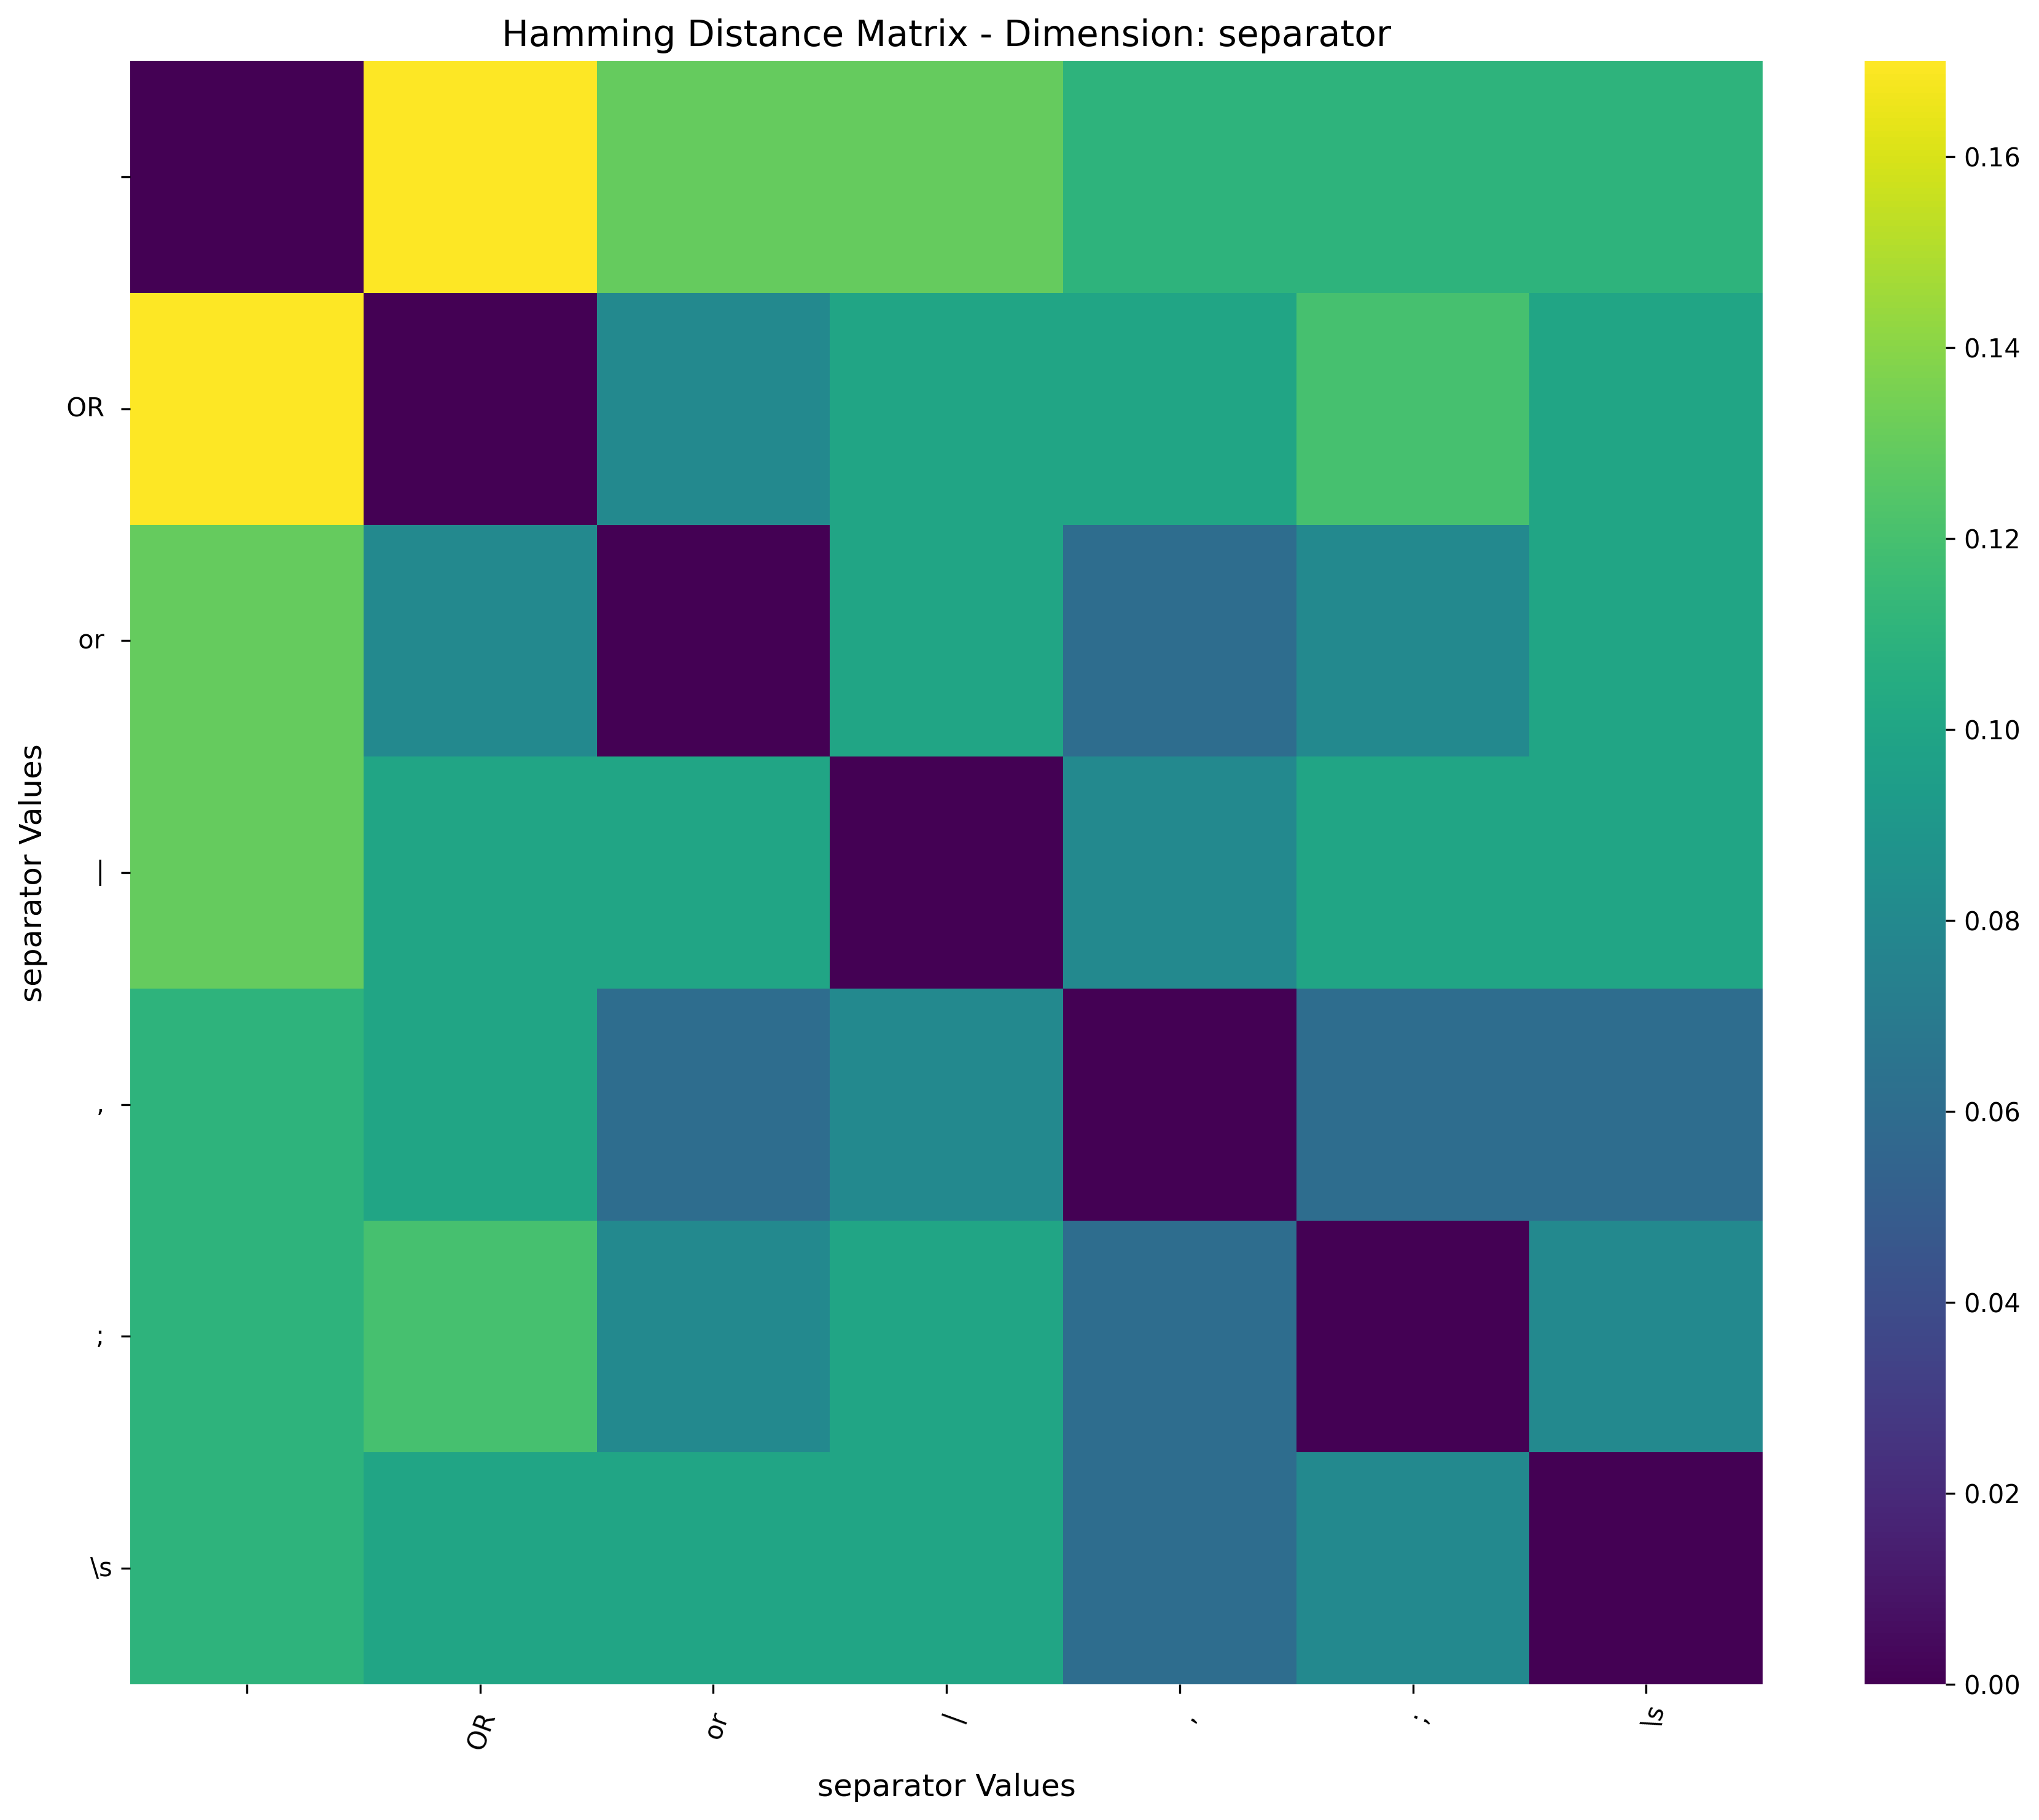 Hamming Distance Matrix - Dimension: separator
separator Values
OR
or
|
,
;
\s
OR
or
|
,
;
\s
separator Values
0.16
0.14
0.12
0.10
0.08
0.06
0.04
0.02
0.00